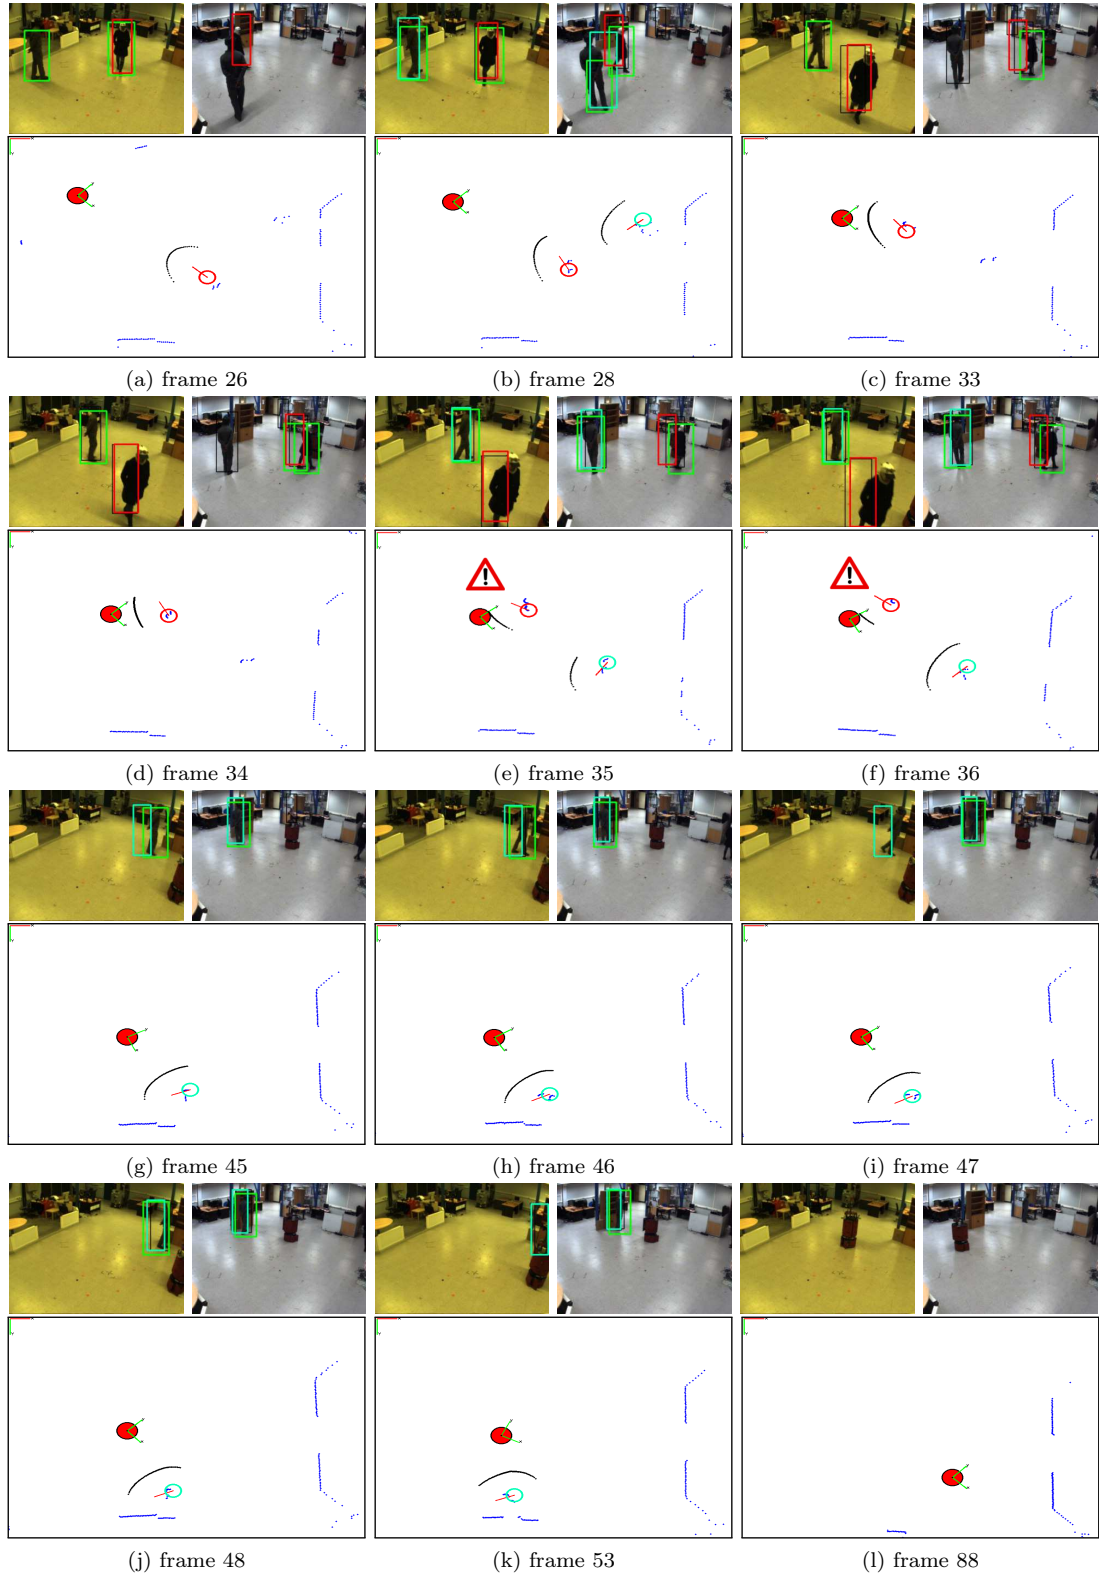 (a) frame 26
(b) frame 28
(c) frame 33
(d) frame 34
(e) frame 35
(f) frame 36
(g) frame 45
(h) frame 46
(i) frame 47
(j) frame 48
(k) frame 53
(l) frame 88